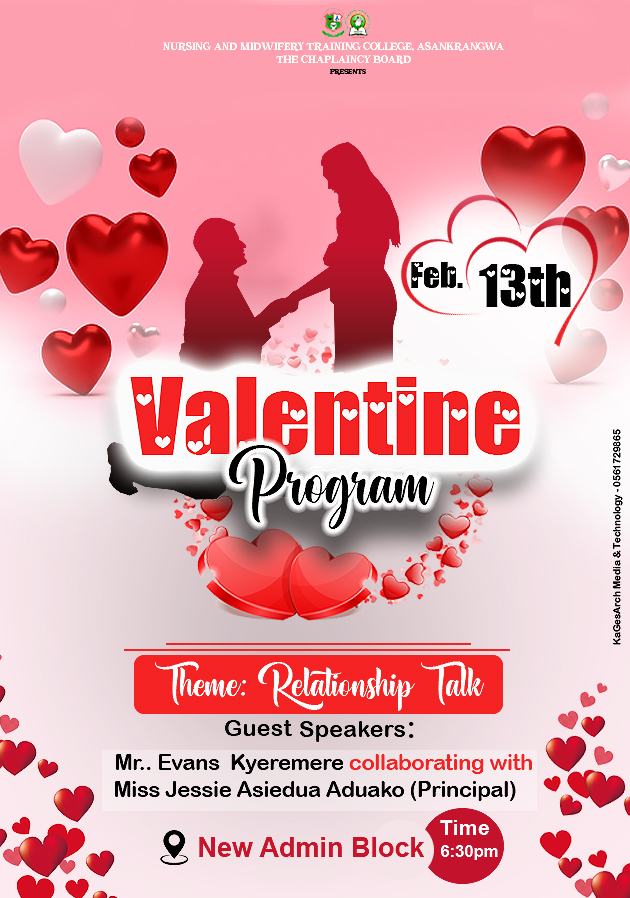 NURSING AND MIDWIFERY TRAINING COLLEGE, ASANKRANGWA
THE CHAPLAINCY BOARD
PRESENTS
Feb. 13th
Valentine
Program
KaGesArch Media & Technology - 0561729865
Theme: Relationship Talk
Guest Speakers:
Mr.. Evans Kyeremere collaborating with
Miss Jessie Asiedua Aduako (Principal)
New Admin Block
Time
6:30pm